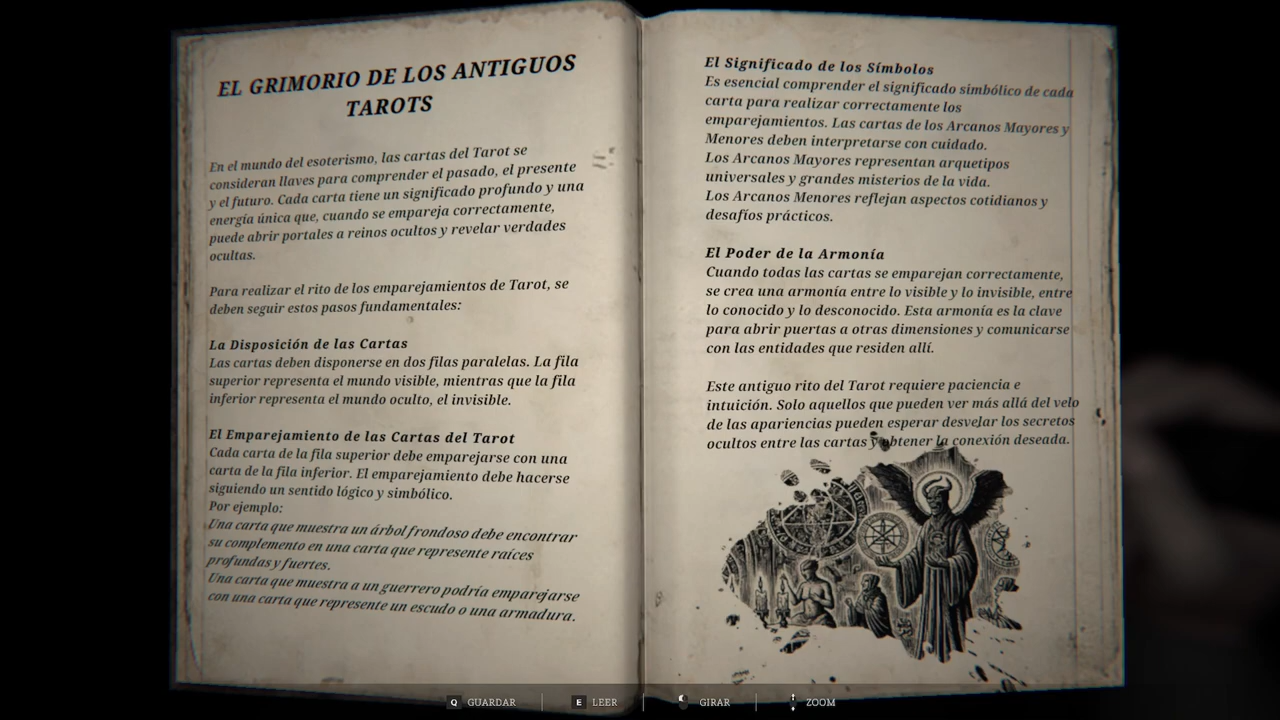 EL GRIMORIO DE LOS ANTIGUOS
TAROTS
En el mundo del esoterismo, las cartas del Tarot se
consideran llaves para comprender el pasado, el presente
y el futuro. Cada carta tiene un significado profundo y una
energía única que, cuando se empareja correctamente,
puede abrir portales a reinos ocultos y revelar verdades
ocultas.
Para realizar el rito de los emparejamientos de Tarot, se
deben seguir estos pasos fundamentales:
La Disposición de las Cartas
Las cartas deben disponerse en dos filas paralelas. La fila
superior representa el mundo visible, mientras que la fila
inferior representa el mundo oculto, el invisible.
El Emparejamiento de las Cartas del Tarot
Cada carta de la fila superior debe emparejarse con una
carta de la fila inferior. El emparejamiento debe hacerse
siguiendo un sentido lógico y simbólico.
Por ejemplo:
Una carta que muestra un árbol frondoso debe encontrar
su complemento en una carta que represente raíces
profundas y fuertes.
Una carta que muestra a un guerrero podría emparejarse
con una carta que represente un escudo o una armadura.
El Significado de los Símbolos
Es esencial comprender el significado simbólico de cada
carta para realizar correctamente los
emparejamientos. Las cartas de los Arcanos Mayores y
Menores deben interpretarse con cuidado.
Los Arcanos Mayores representan arquetipos
universales y grandes misterios de la vida.
Los Arcanos Menores reflejan aspectos cotidianos y
desafíos prácticos.
El Poder de la Armonía
Cuando todas las cartas se emparejan correctamente,
se crea una armonía entre lo visible y lo invisible, entre
lo conocido y lo desconocido. Esta armonía es la clave
para abrir puertas a otras dimensiones y comunicarse
con las entidades que residen allí.
Este antiguo rito del Tarot requiere paciencia e
intuición. Solo aquellos que pueden ver más allá del velo
de las apariencias pueden esperar desvelar los secretos
ocultos entre las cartas y obtener la conexión deseada.
Q GUARDAR E LEER GIRAR ZOOM